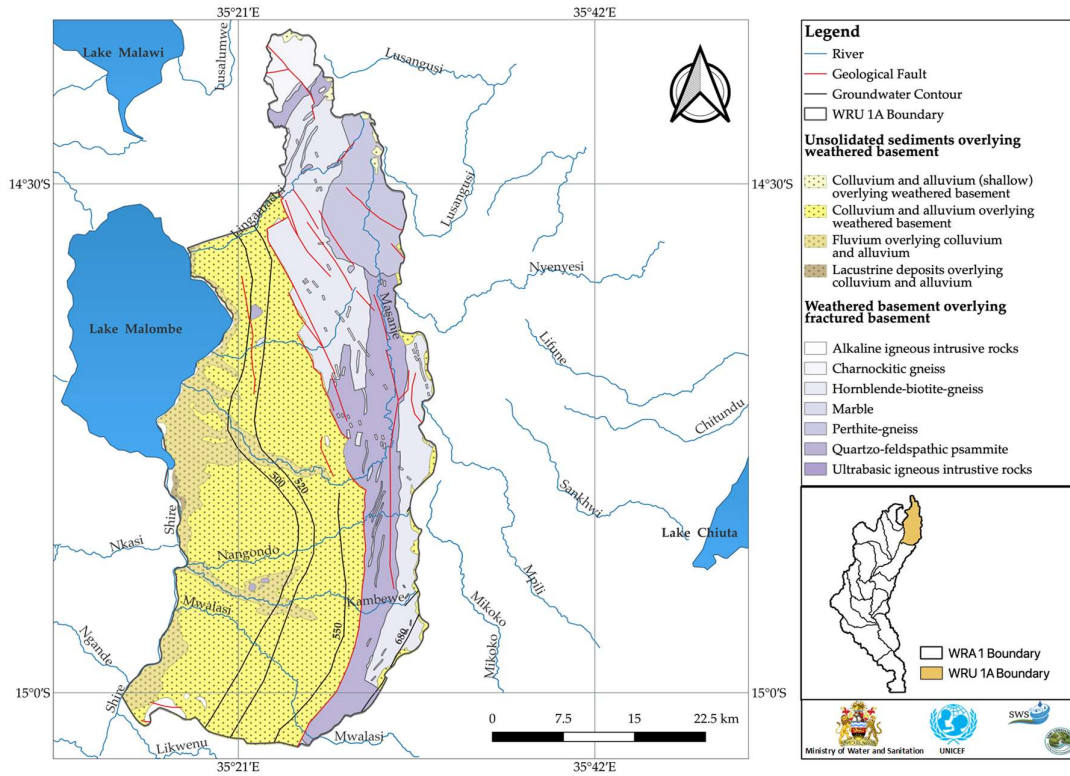 35°21'E
35°42'E
Lake Malawi
Lusalumwe
Lusangusi
14°30'S
14°30'S
Lingamadzi
Lusangusi
Nyenyesi
Masanje
Lake Malombe
Lifune
Chitundu
500
520
Sankhwi
Shire
Lake Chiuta
Nkasi
Nangondo
Mpili
Kambewe
Mwalasi
Mikoko
550
680
Ngande
Mikoko
15°0'S
15°0'S
Shire
0 7.5 15 22.5 km
Likwenu
Mwalasi
35°21'E
35°42'E
Legend
River
Geological Fault
Groundwater Contour
WRU 1A Boundary
Unsolidated sediments overlying
weathered basement
Colluvium and alluvium (shallow)
overlying weathered basement
Colluvium and alluvium overlying
weathered basement
Fluvium overlying colluvium
and alluvium
Lacustrine deposits overlying
colluvium and alluvium
Weathered basement overlying
fractured basement
Alkaline igneous intrusive rocks
Charnockitic gneiss
Hornblende-biotite-gneiss
Marble
Perthite-gneiss
Quartzo-feldspathic psammite
Ultrabasic igneous intrusive rocks
WRA 1 Boundary
WRU 1A Boundary
Ministry of Water and Sanitation
UNICEF
SWS